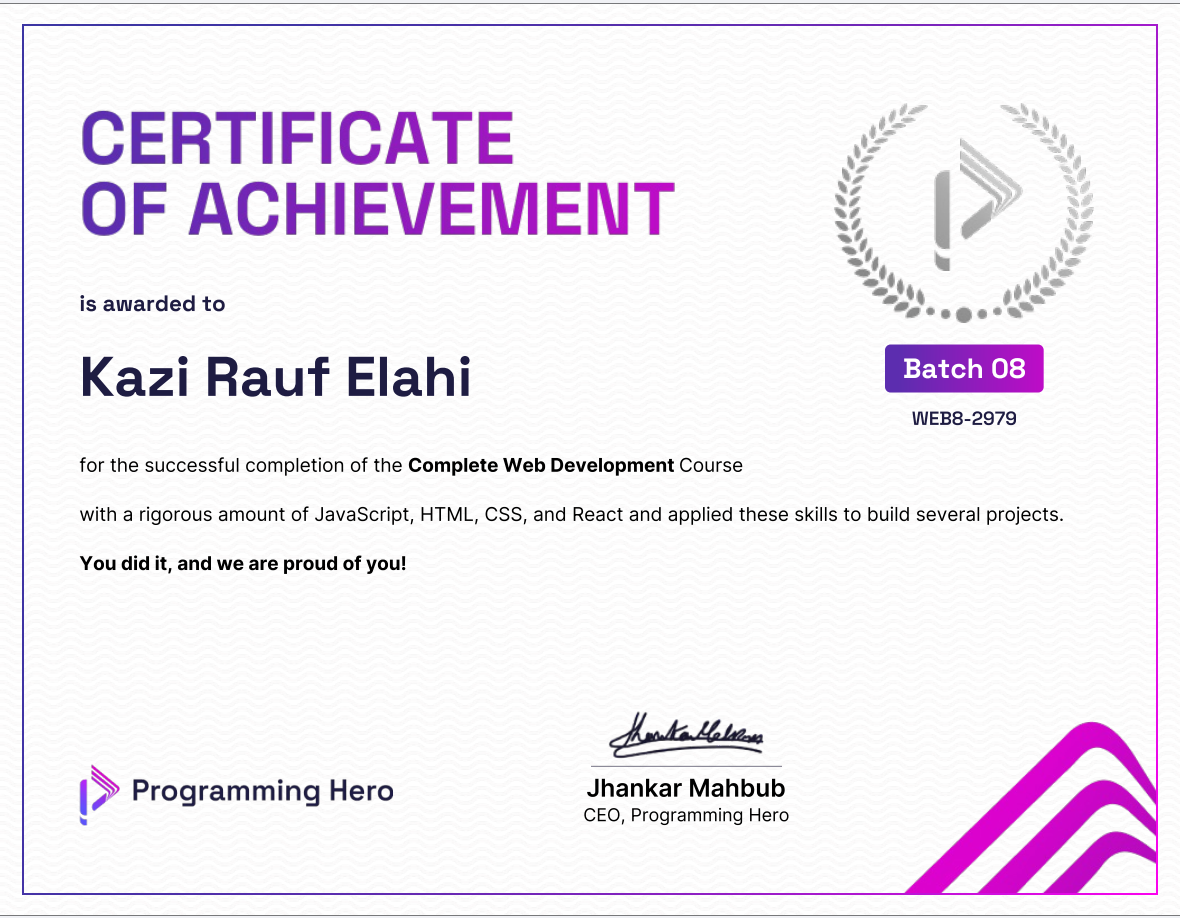 CERTIFICATE
OF ACHIEVEMENT
is awarded to
Kazi Rauf Elahi
Batch 08
WEB8-2979
for the successful completion of the Complete Web Development Course
with a rigorous amount of JavaScript, HTML, CSS, and React and applied these skills to build several projects.
You did it, and we are proud of you!
Programming Hero
Jhankar Mahbub
Jhankar Mahbub
CEO, Programming Hero